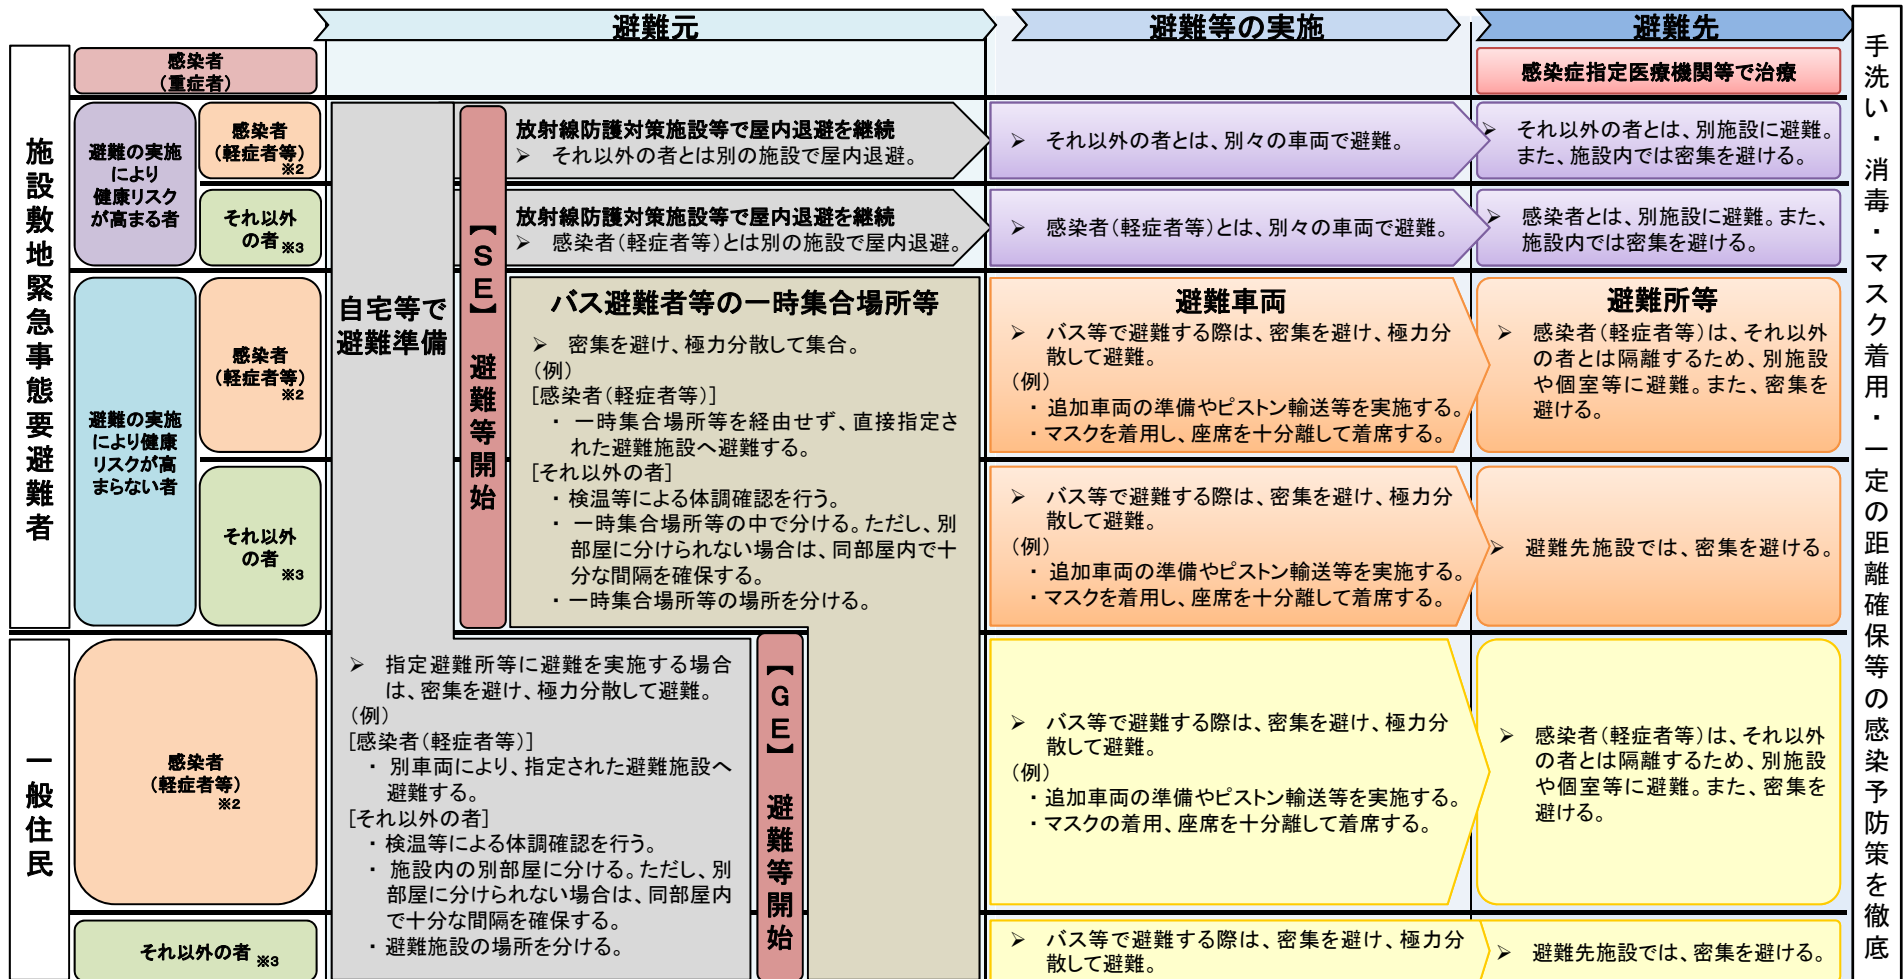 避難元
避難等の実施
避難先
施設敷地緊急事態要避難者
感染者
（重症者）
感染症指定医療機関等で治療
避難の実施
により
健康リスク
が高まる者
感染者
（軽症者等）
※2
それ以外
の者 ※3
自宅等で
避難準備
【SE】 避難等開始
放射線防護対策施設等で屋内退避を継続
➢ それ以外の者とは別の施設で屋内退避。
➢ それ以外の者とは、別々の車両で避難。
➢ それ以外の者とは、別施設に避難。
また、施設内では密集を避ける。
放射線防護対策施設等で屋内退避を継続
➢ 感染者（軽症者等）とは別の施設で屋内退避。
➢ 感染者（軽症者等）とは、別々の車両で避難。
➢ 感染者とは、別施設に避難。また、
施設内では密集を避ける。
避難の実施
により健康
リスクが高
まらない者
感染者
（軽症者等）
※2
それ以外
の者
※3
バス避難者等の一時集合場所等
➢ 密集を避け、極力分散して集合。
（例）
[感染者（軽症者等）]
・ 一時集合場所等を経由せず、直接指定さ
れた避難施設へ避難する。
[それ以外の者]
・ 検温等による体調確認を行う。
・ 一時集合場所等の中で分ける。ただし、別
部屋に分けられない場合は、同部屋内で十
分な間隔を確保する。
・ 一時集合場所等の場所を分ける。
避難車両
➢ バス等で避難する際は、密集を避け、極力分
散して避難。
（例）
・ 追加車両の準備やピストン輸送等を実施する。
・ マスクを着用し、座席を十分離して着席する。
避難所等
➢ 感染者（軽症者等）は、それ以外
の者とは隔離するため、別施設
や個室等に避難。また、密集を
避ける。
➢ バス等で避難する際は、密集を避け、極力分
散して避難。
（例）
・ 追加車両の準備やピストン輸送等を実施する。
・ マスクを着用し、座席を十分離して着席する。
➢ 避難先施設では、密集を避ける。
一般住民
感染者
（軽症者等）
※2
それ以外の者 ※3
➢ 指定避難所等に避難を実施する場合
は、密集を避け、極力分散して避難。
（例）
[感染者（軽症者等）]
・ 別車両により、指定された避難施設へ
避難する。
[それ以外の者]
・ 検温等による体調確認を行う。
・ 施設内の別部屋に分ける。ただし、別
部屋に分けられない場合は、同部屋内
で十分な間隔を確保する。
・ 避難施設の場所を分ける。
【GE】 避難等開始
➢ バス等で避難する際は、密集を避け、極力分
散して避難。
（例）
・ 追加車両の準備やピストン輸送等を実施する。
・ マスクの着用、座席を十分離して着席する。
➢ 感染者（軽症者等）は、それ以外
の者とは隔離するため、別施設
や個室等に避難。また、密集を
避ける。
➢ バス等で避難する際は、密集を避け、極力分
散して避難。
➢ 避難先施設では、密集を避ける。
手洗い・消毒・マスク着用・一定の距離確保等の感染予防策を徹底